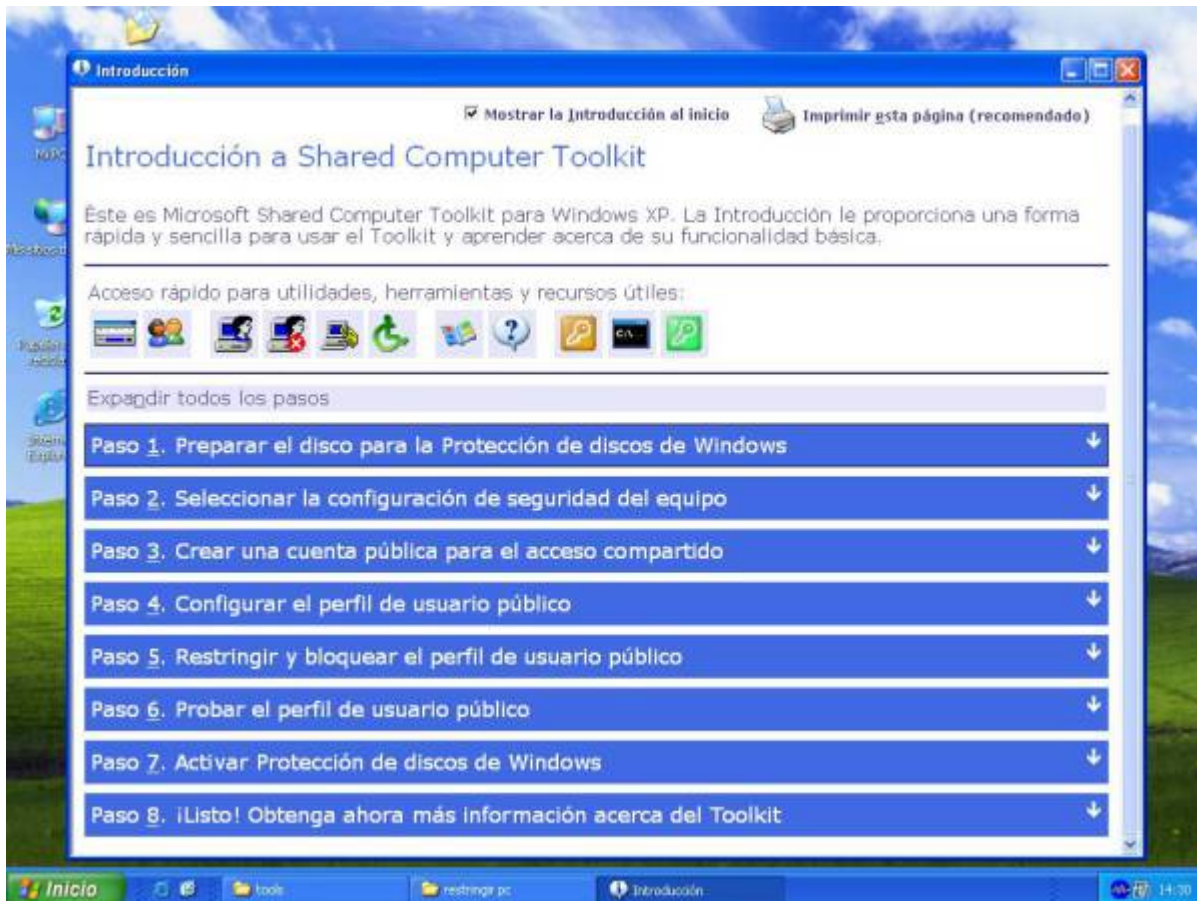 Introducción
Mostrar la Introducción al inicio
Imprimir esta página (recomendado)
Introducción a Shared Computer Toolkit
Éste es Microsoft Shared Computer Toolkit para Windows XP. La Introducción le proporciona una forma
rápida y sencilla para usar el Toolkit y aprender acerca de su funcionalidad básica.
Acceso rápido para utilidades, herramientas y recursos útiles:
Expandir todos los pasos
Paso 1. Preparar el disco para la Protección de discos de Windows
Paso 2. Seleccionar la configuración de seguridad del equipo
Paso 3. Crear una cuenta pública para el acceso compartido
Paso 4. Configurar el perfil de usuario público
Paso 5. Restringir y bloquear el perfil de usuario público
Paso 6. Probar el perfil de usuario público
Paso 7. Activar Protección de discos de Windows
Paso 8. ¡Listo! Obtenga ahora más información acerca del Toolkit
Inicio
tools
restringir pc
Introducción
14:30